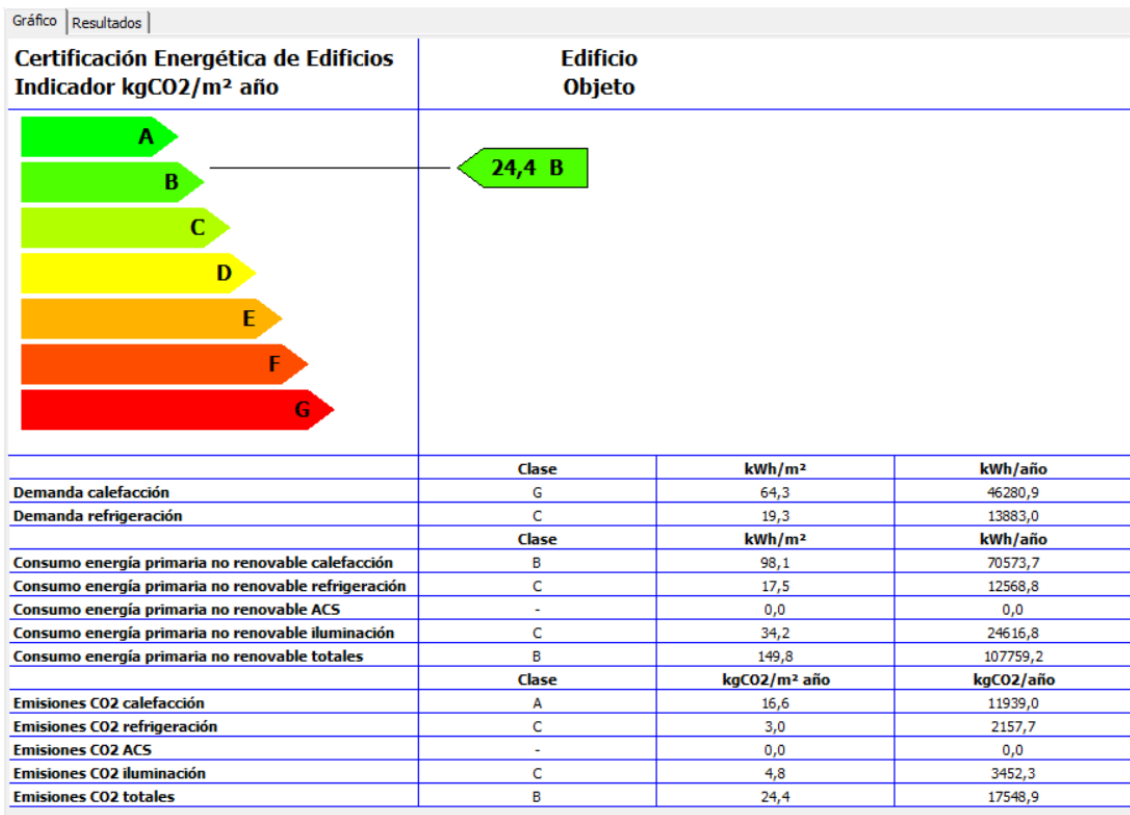 Gráfico Resultados
Certificación Energética de Edificios
Indicador kgCO2/m² año
Edificio
Objeto
A
24,4 B
B
C
D
E
F
G
Clase kWh/m² kWh/año
Demanda calefacción G 64,3 46280,9
Demanda refrigeración C 19,3 13883,0
Clase kWh/m² kWh/año
Consumo energía primaria no renovable calefacción B 98,1 70573,7
Consumo energía primaria no renovable refrigeración C 17,5 12568,8
Consumo energía primaria no renovable ACS - 0,0 0,0
Consumo energía primaria no renovable iluminación C 34,2 24616,8
Consumo energía primaria no renovable totales B 149,8 107759,2
Clase kgCO2/m² año kgCO2/año
Emisiones CO2 calefacción A 16,6 11939,0
Emisiones CO2 refrigeración C 3,0 2157,7
Emisiones CO2 ACS - 0,0 0,0
Emisiones CO2 iluminación C 4,8 3452,3
Emisiones CO2 totales B 24,4 17548,9